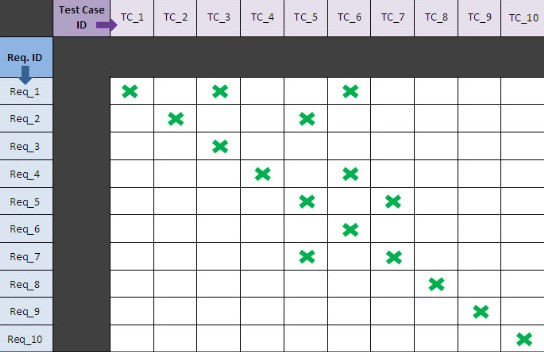 Test Case
ID
TC_1 TC_2 TC_3 TC_4 TC_5 TC_6 TC_7 TC_8 TC_9 TC_10
Req. ID
Req_1
Req_2
Req_3
Req_4
Req_5
Req_6
Req_7
Req_8
Req_9
Req_10